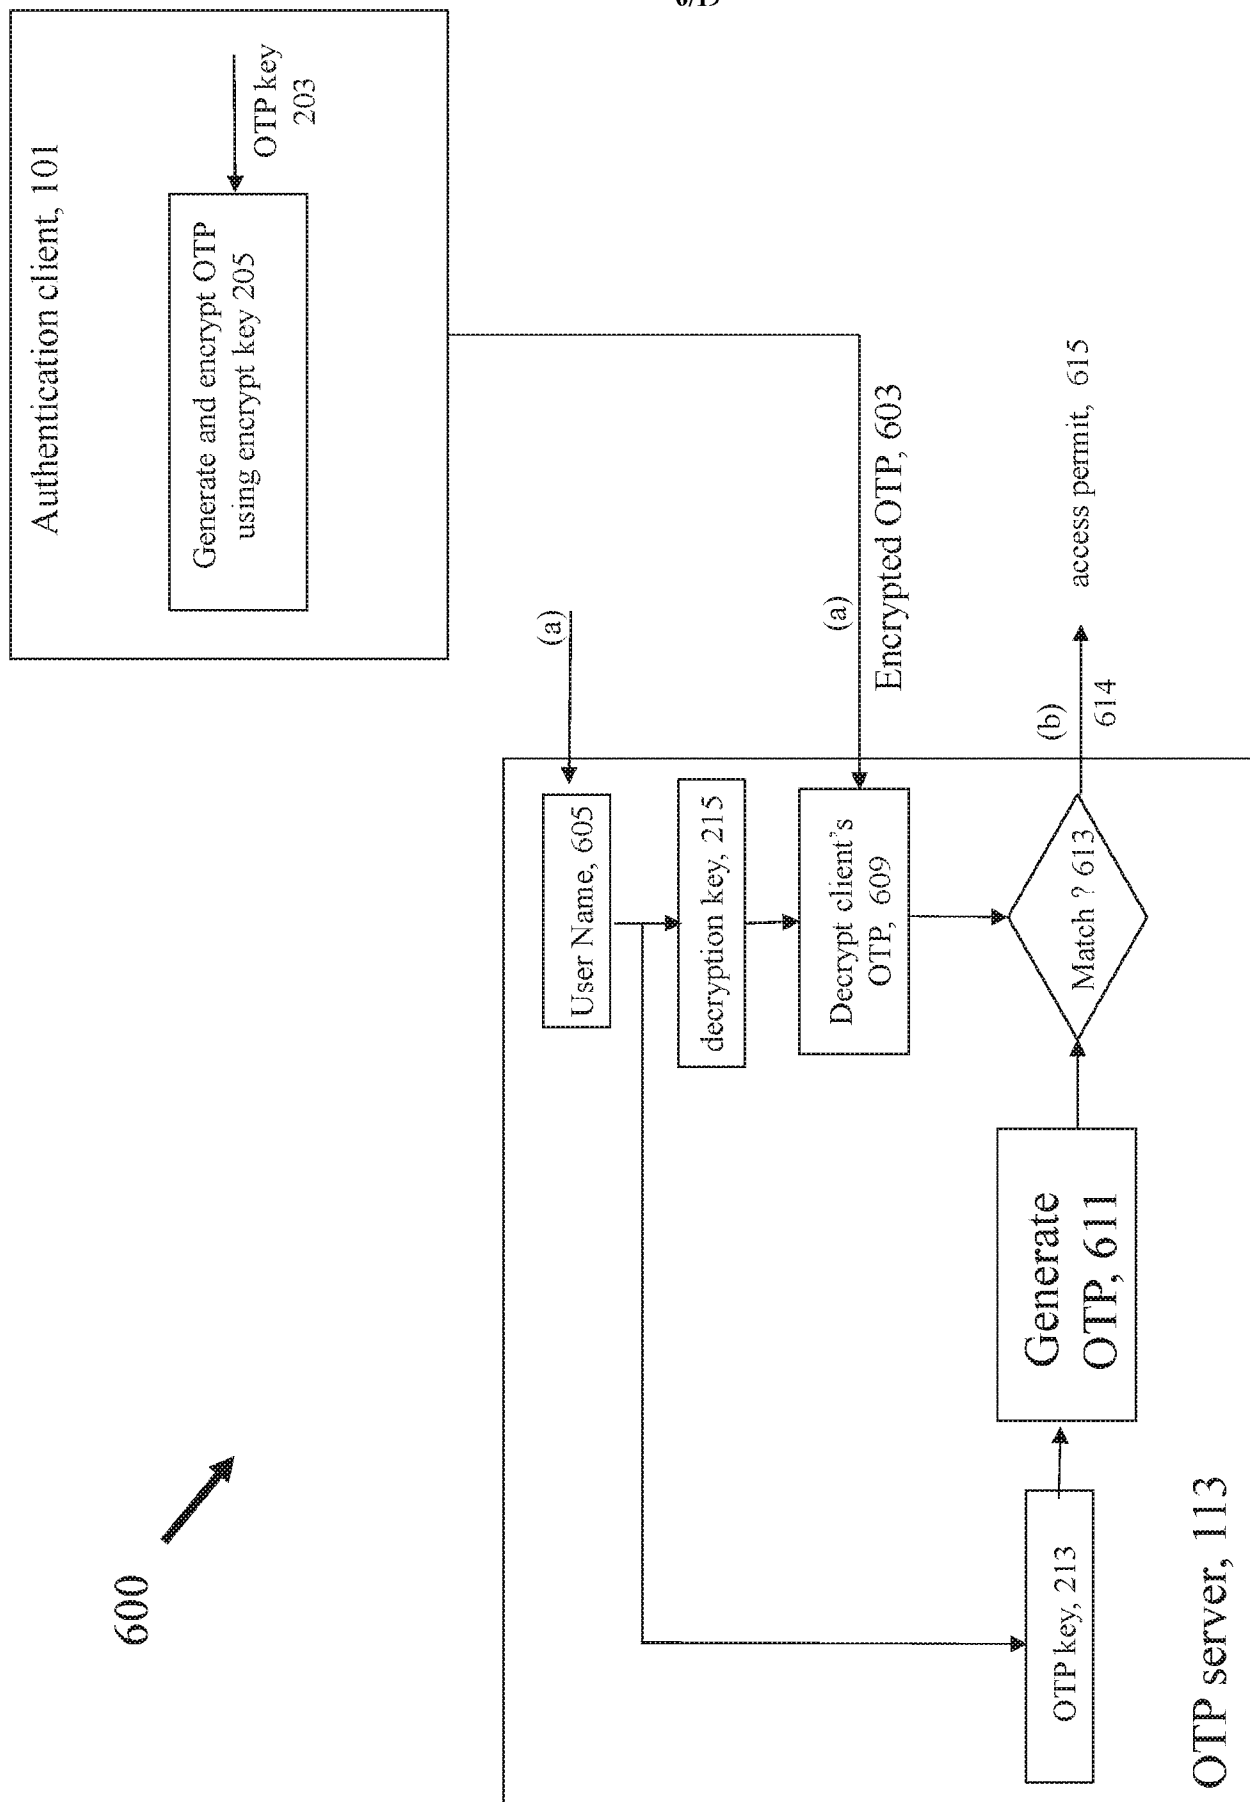 6/19
600
Authentication client, 101
OTP key
203
Generate and encrypt OTP
using encrypt key 205
(a)
(a)
Encrypted OTP, 603
User Name, 605
decryption key, 215
Decrypt client's
OTP, 609
Match ? 613
(b)
614
access permit, 615
Generate
OTP, 611
OTP key, 213
OTP server, 113